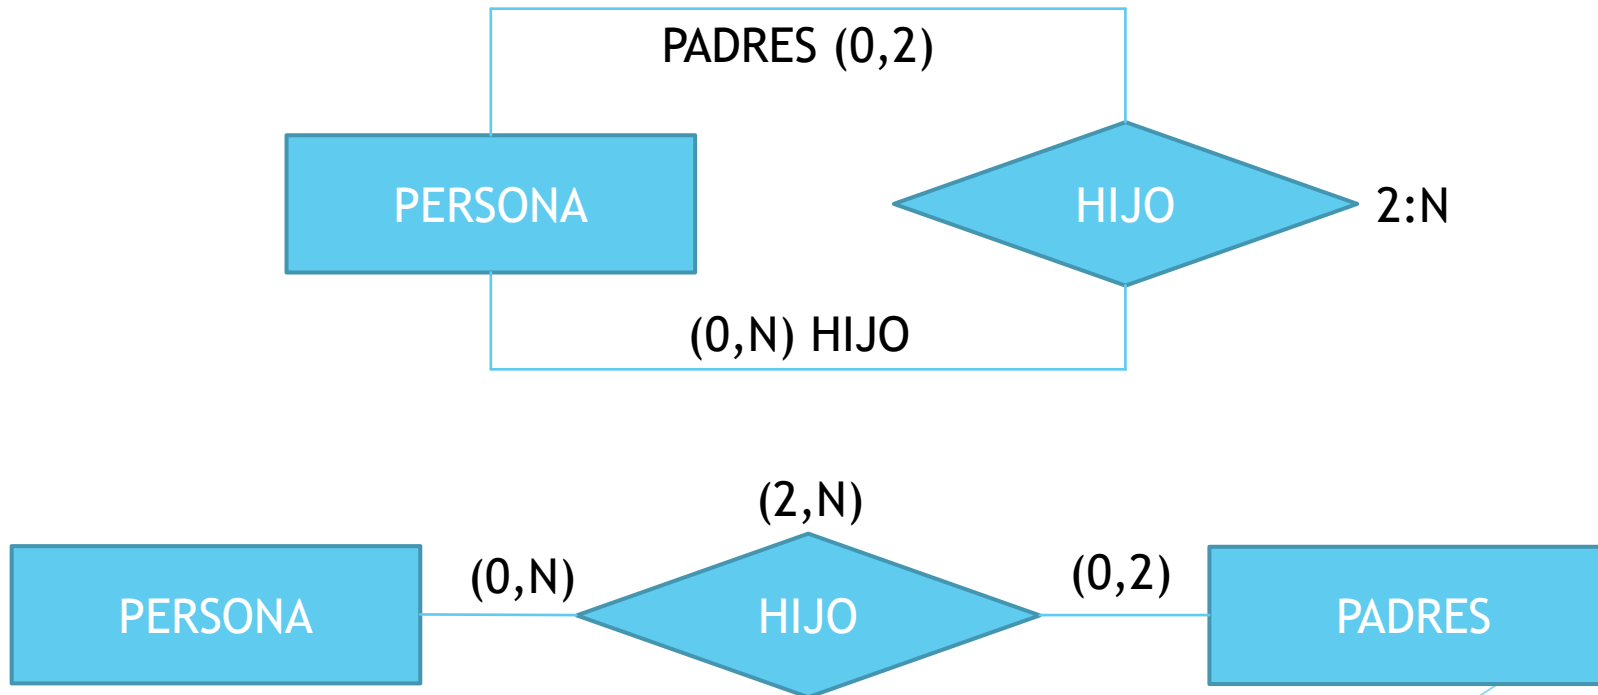 PADRES (0,2)
PERSONA
HIJO
2:N
(0,N) HIJO
(2,N)
(0,N)
(0,2)
PERSONA
HIJO
PADRES